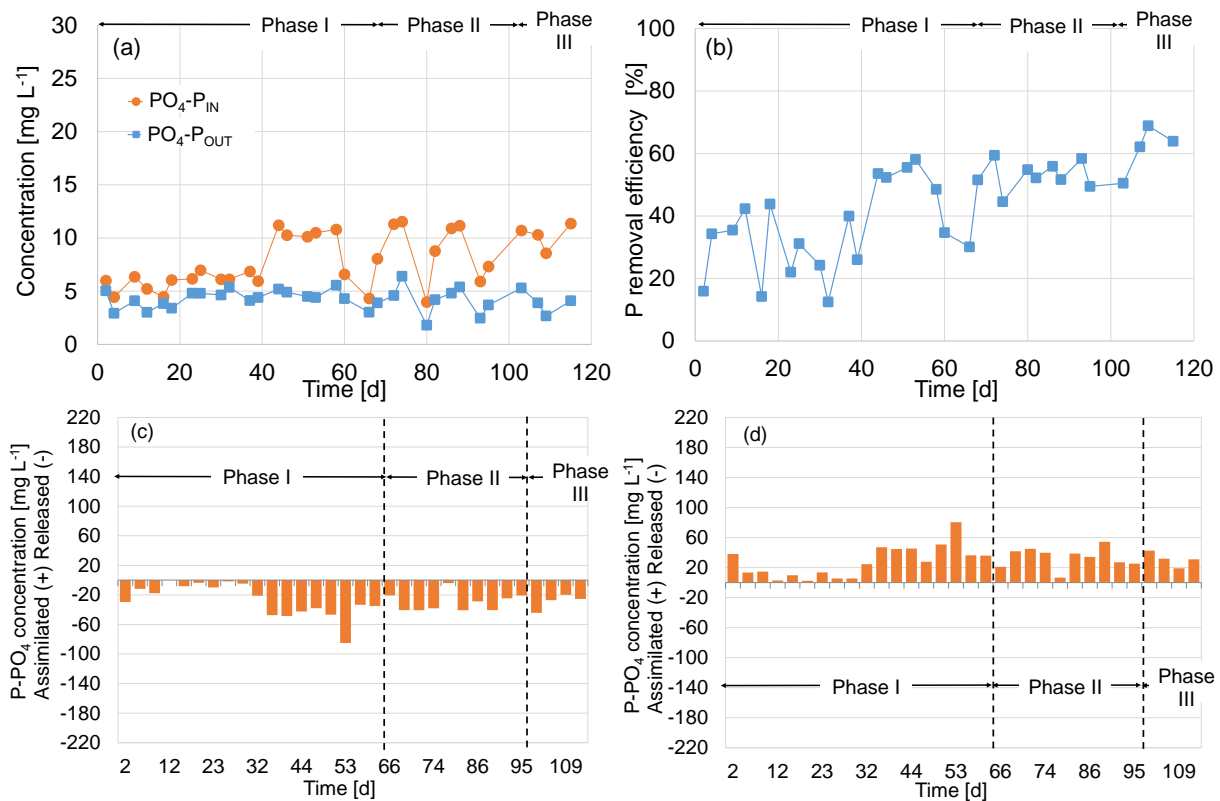 Phase I
Phase II
Phase
III
(a)
30
25
20
15
10
5
0
Concentration [mg L⁻¹]
PO₄-P_IN
PO₄-P_OUT
0 20 40 60 80 100 120
Time [d]
Phase I
Phase II
Phase
III
(b)
100
80
60
40
20
0
P removal efficiency [%]
0 20 40 60 80 100 120
Time [d]
(c)
220
180
140
100
60
20
-20
-60
-100
-140
-180
-220
P-PO₄ concentration [mg L⁻¹]
Assimilated (+) Released (-)
Phase I
Phase II
Phase
III
2 12 23 32 44 53 66 74 85 95 109
Time [d]
(d)
220
180
140
100
60
20
-20
-60
-100
-140
-180
-220
P-PO₄ concentration [mg L⁻¹]
Assimilated (+) Released (-)
Phase I
Phase II
Phase
III
2 12 23 32 44 53 66 74 85 95 109
Time [d]